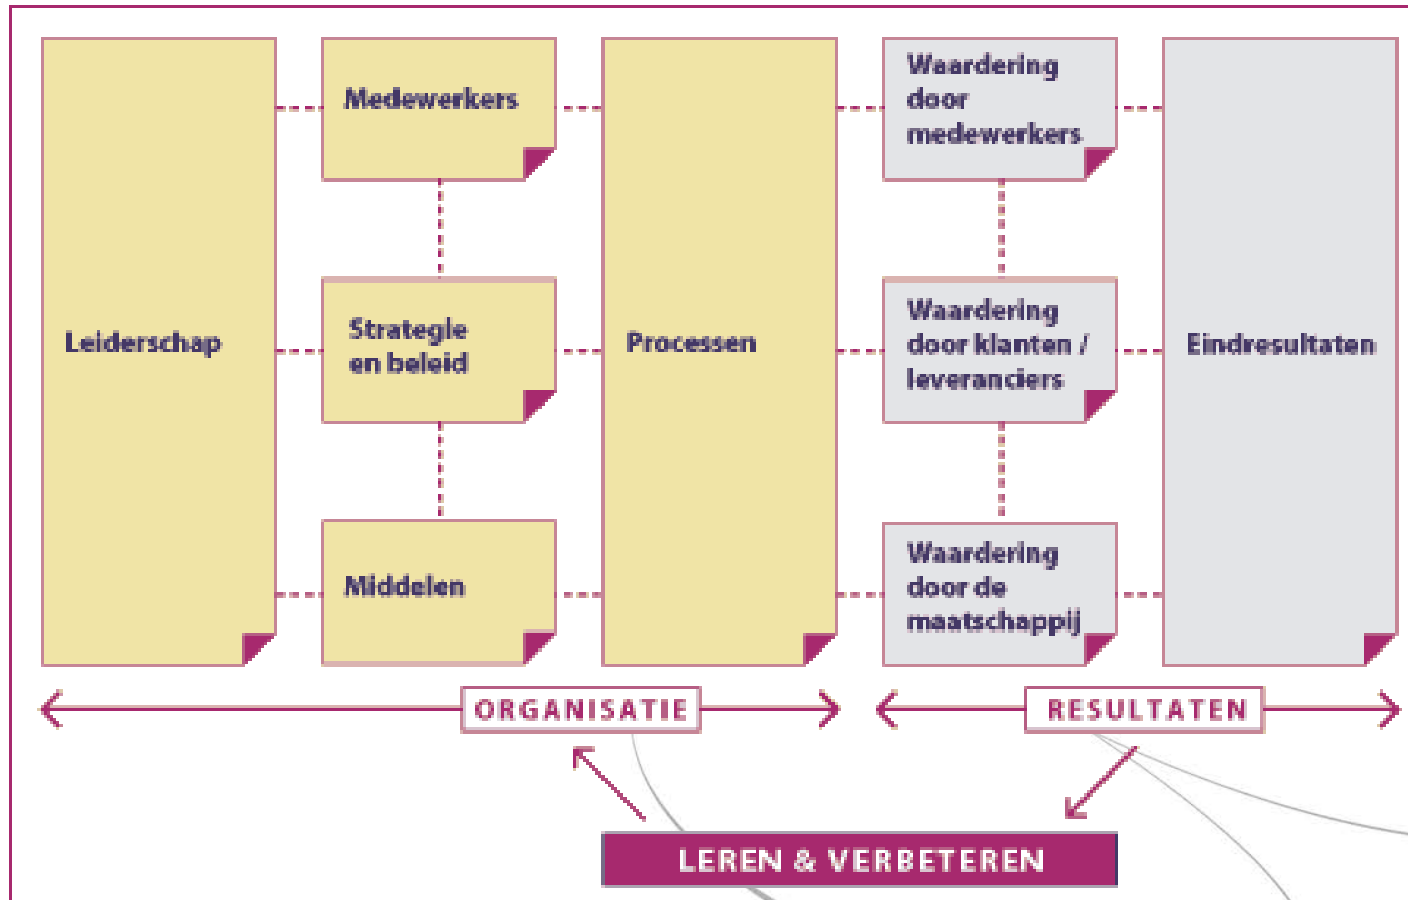 Leiderschap
Medewerkers
Strategie
en beleid
Middelen
Processen
Waardering
door
medewerkers
Waardering
door klanten /
leveranciers
Waardering
door de
maatschappij
Eindresultaten
ORGANISATIE
RESULTATEN
LEREN & VERBETEREN